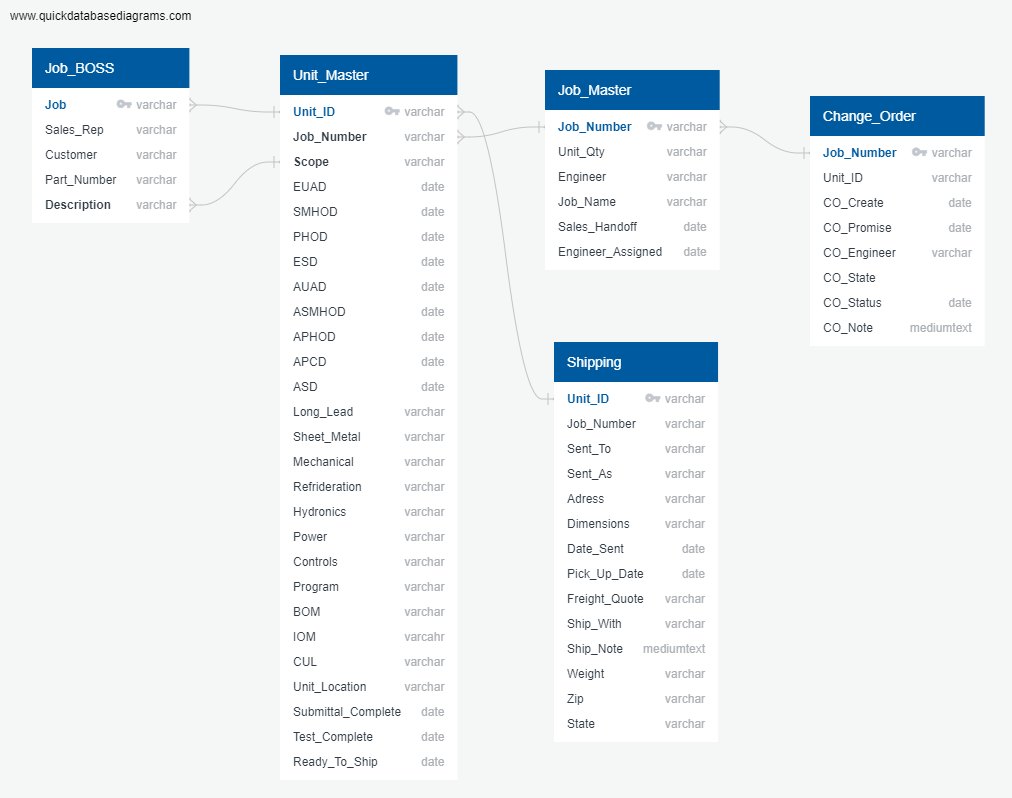 www.quickdatabasediagrams.com
Job_BOSS
Job varchar
Sales_Rep varchar
Customer varchar
Part_Number varchar
Description varchar
Unit_Master
Unit_ID varchar
Job_Number varchar
Scope varchar
EUAD date
SMHOD date
PHOD date
ESD date
AUAD date
ASMHOD date
APHOD date
APCD date
ASD date
Long_Lead varchar
Sheet_Metal varchar
Mechanical varchar
Refrideration varchar
Hydronics varchar
Power varchar
Controls varchar
Program varchar
BOM varchar
IOM varcahr
CUL varchar
Unit_Location varchar
Submittal_Complete date
Test_Complete date
Ready_To_Ship date
Job_Master
Job_Number varchar
Unit_Qty varchar
Engineer varchar
Job_Name varchar
Sales_Handoff date
Engineer_Assigned date
Shipping
Unit_ID varchar
Job_Number varchar
Sent_To varchar
Sent_As varchar
Adress varchar
Dimensions varchar
Date_Sent date
Pick_Up_Date date
Freight_Quote varchar
Ship_With varchar
Ship_Note mediumtext
Weight varchar
Zip varchar
State varchar
Change_Order
Job_Number varchar
Unit_ID varchar
CO_Create date
CO_Promise date
CO_Engineer varchar
CO_State
CO_Status date
CO_Note mediumtext